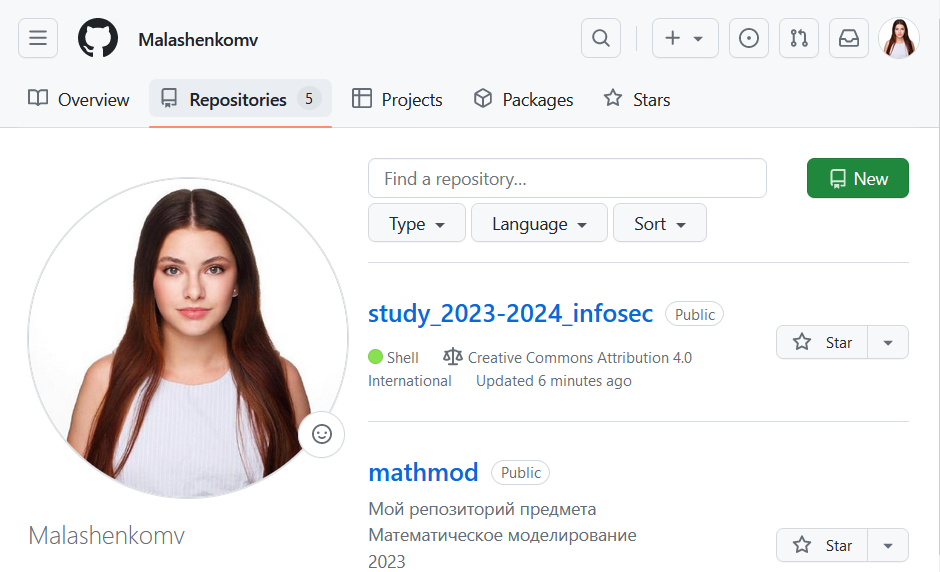 Malashenkomv
Overview
Repositories 5
Projects
Packages
Stars
Find a repository...
New
Type
Language
Sort
study_2023-2024_infosec Public
Star
Shell
Creative Commons Attribution 4.0
International
Updated 6 minutes ago
mathmod Public
Мой репозиторий предмета
Математическое моделирование
2023
Star
Malashenkomv